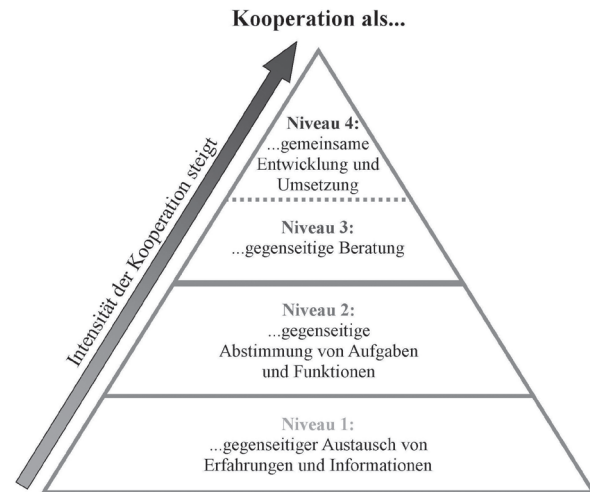 Kooperation als...
Intensität der Kooperation steigt
Niveau 4:
...gemeinsame
Entwicklung und
Umsetzung
Niveau 3:
...gegenseitige Beratung
Niveau 2:
...gegenseitige
Abstimmung von Aufgaben
und Funktionen
Niveau 1:
...gegenseitiger Austausch von
Erfahrungen und Informationen